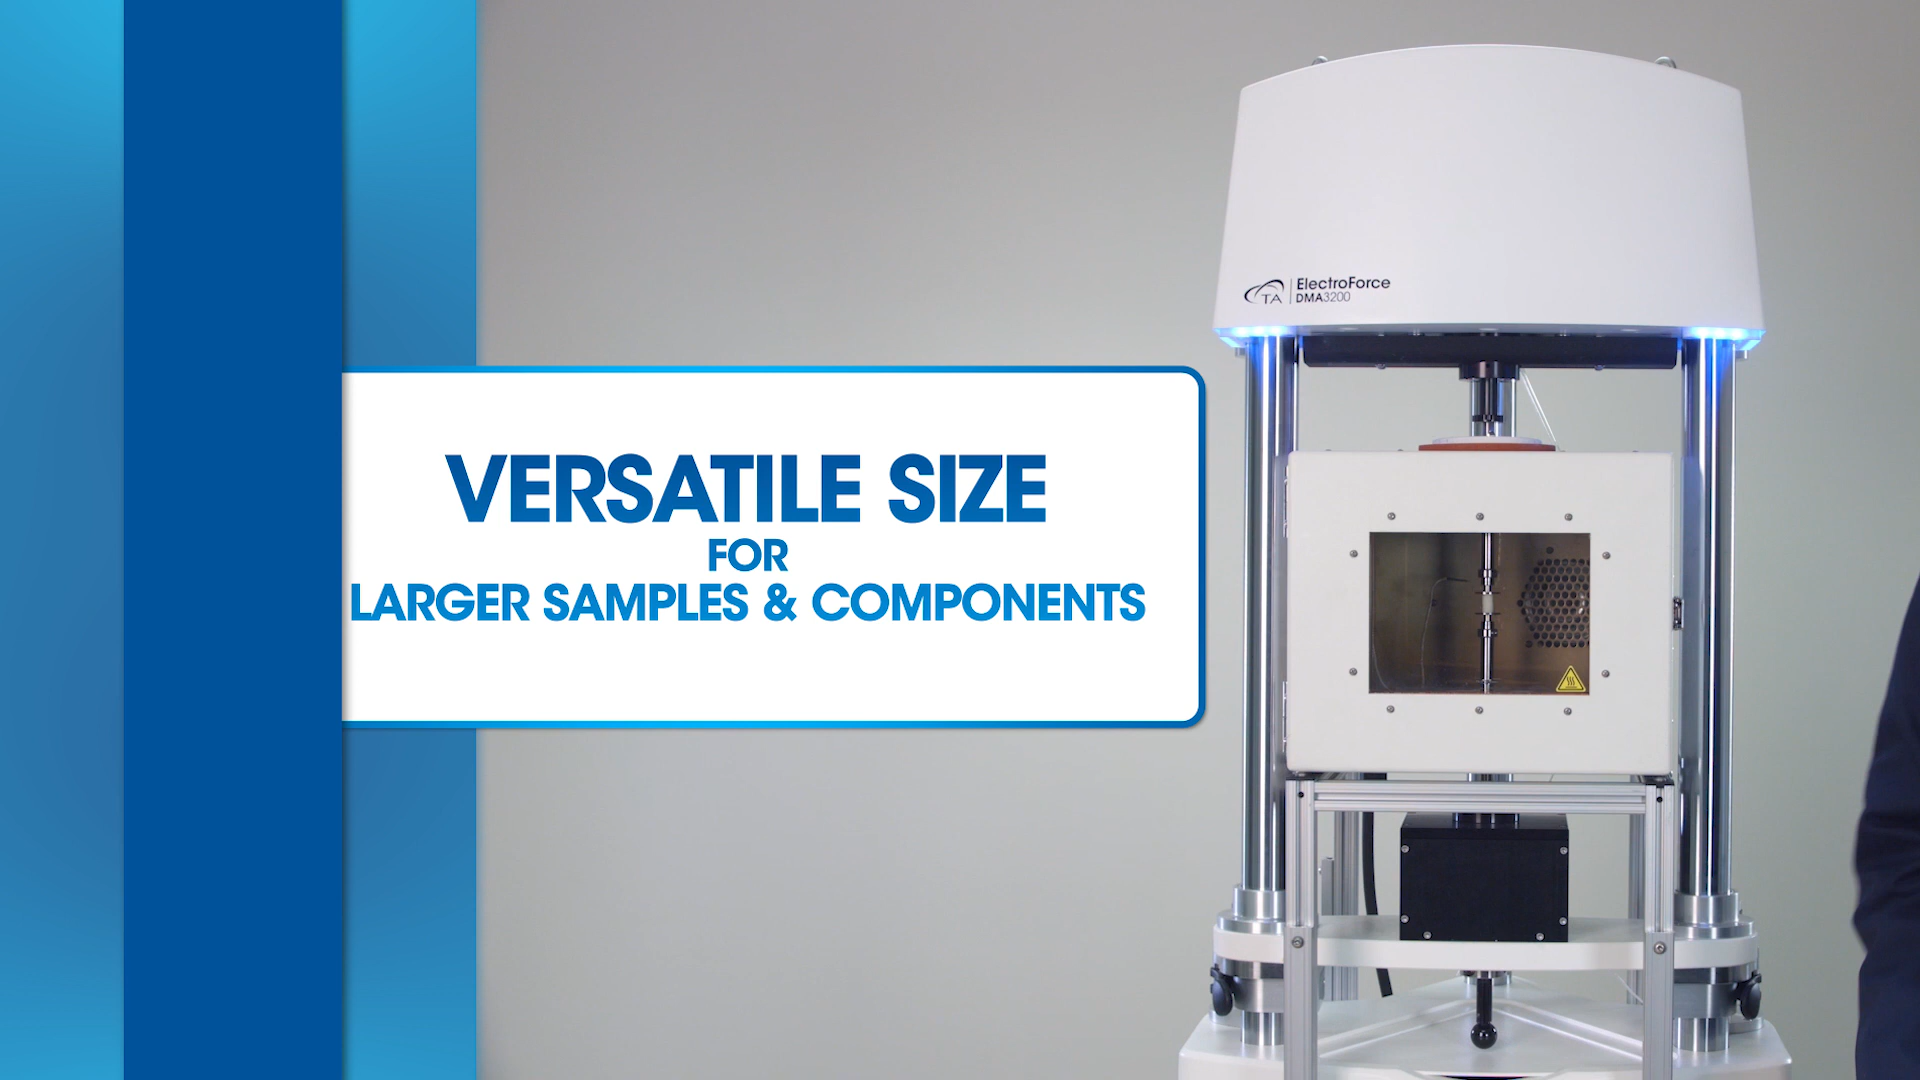 VERSATILE SIZE
FOR
LARGER SAMPLES & COMPONENTS
TA
ElectroForce
DMA3200